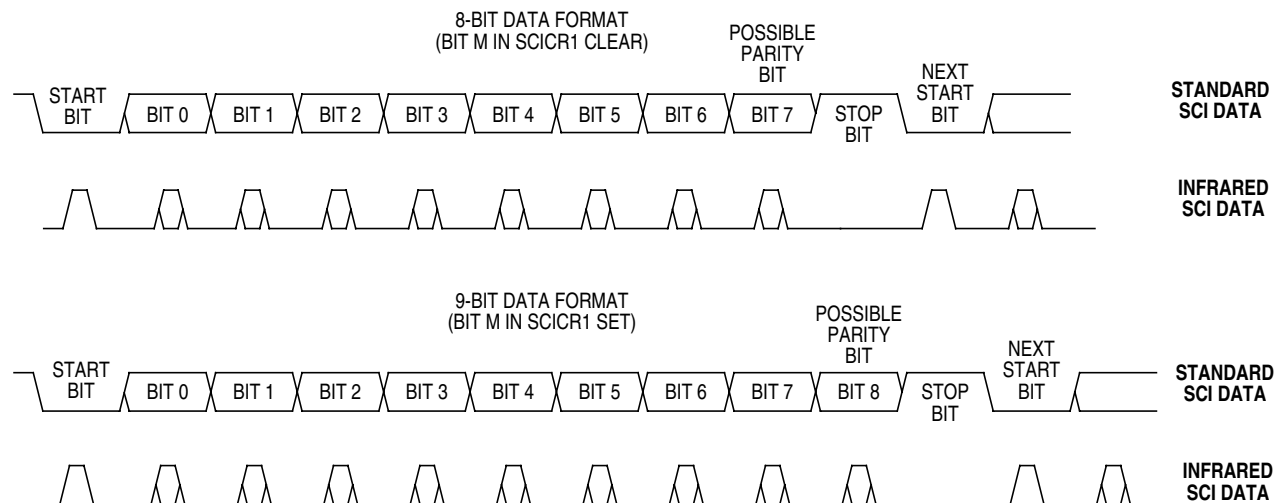 8-BIT DATA FORMAT
(BIT M IN SCICR1 CLEAR)
POSSIBLE
PARITY
BIT
START
BIT
BIT 0
BIT 1
BIT 2
BIT 3
BIT 4
BIT 5
BIT 6
BIT 7
STOP
BIT
NEXT
START
BIT
STANDARD
SCI DATA
INFRARED
SCI DATA
9-BIT DATA FORMAT
(BIT M IN SCICR1 SET)
POSSIBLE
PARITY
BIT
START
BIT
BIT 0
BIT 1
BIT 2
BIT 3
BIT 4
BIT 5
BIT 6
BIT 7
BIT 8
STOP
BIT
NEXT
START
BIT
STANDARD
SCI DATA
INFRARED
SCI DATA